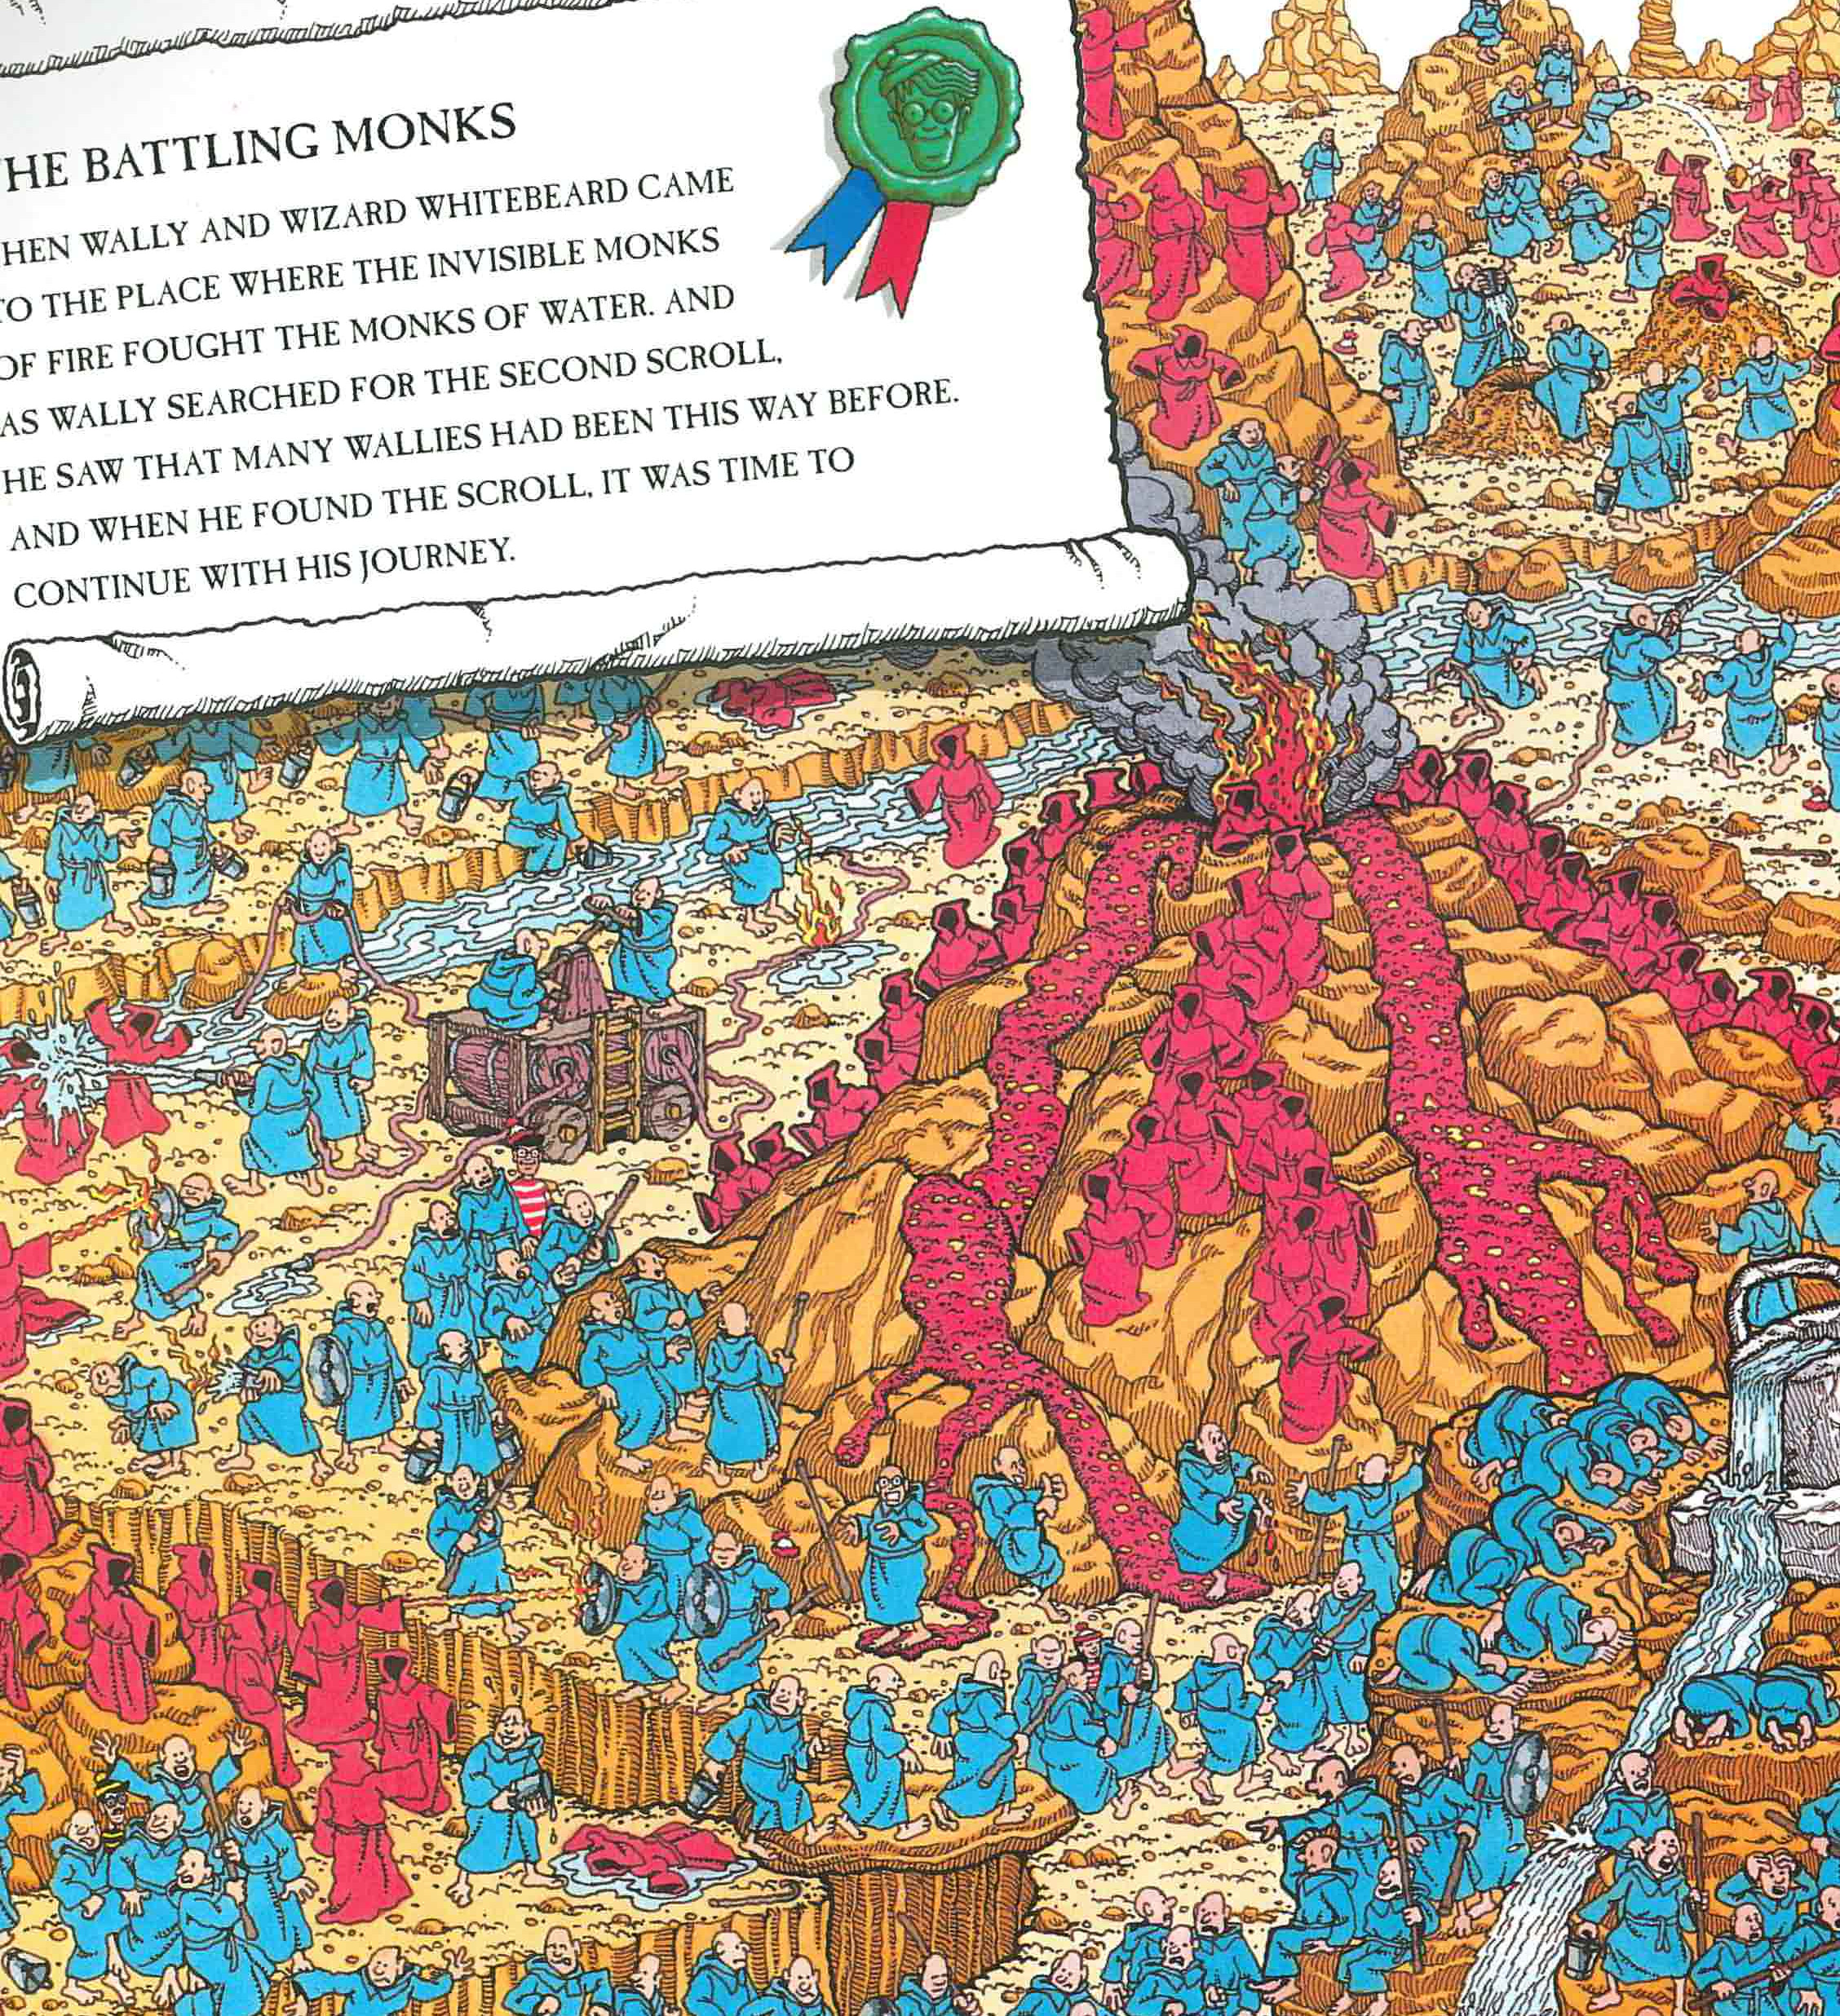 THE BATTLING MONKS
HEN WALLY AND WIZARD WHITEBEARD CAME
TO THE PLACE WHERE THE INVISIBLE MONKS
OF FIRE FOUGHT THE MONKS OF WATER. AND
AS WALLY SEARCHED FOR THE SECOND SCROLL,
HE SAW THAT MANY WALLIES HAD BEEN THIS WAY BEFORE.
AND WHEN HE FOUND THE SCROLL, IT WAS TIME TO
CONTINUE WITH HIS JOURNEY.